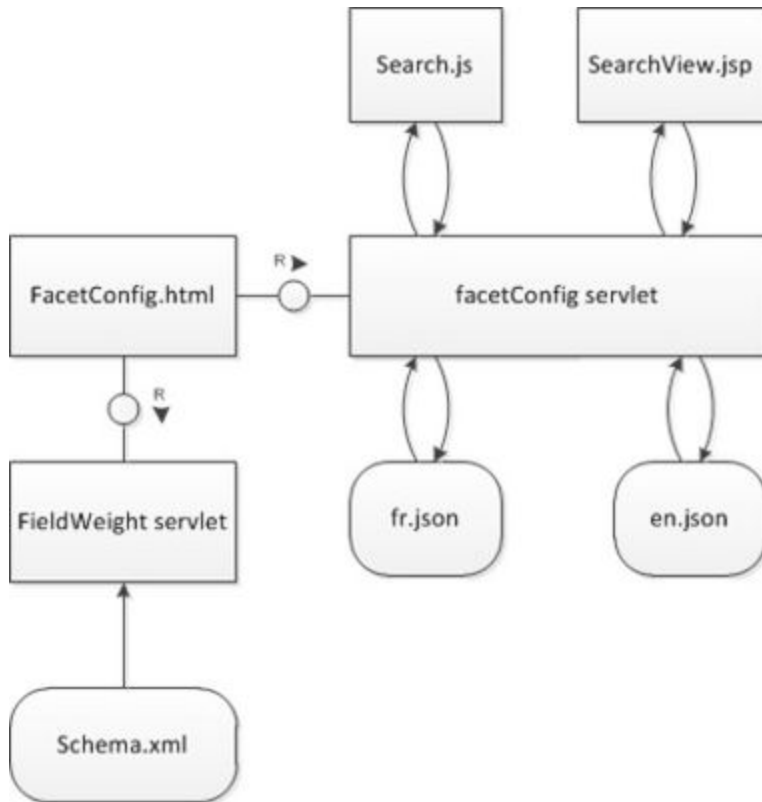 Search.js
SearchView.jsp
FacetConfig.html
R
facetConfig servlet
R
FieldWeight servlet
fr.json
en.json
Schema.xml